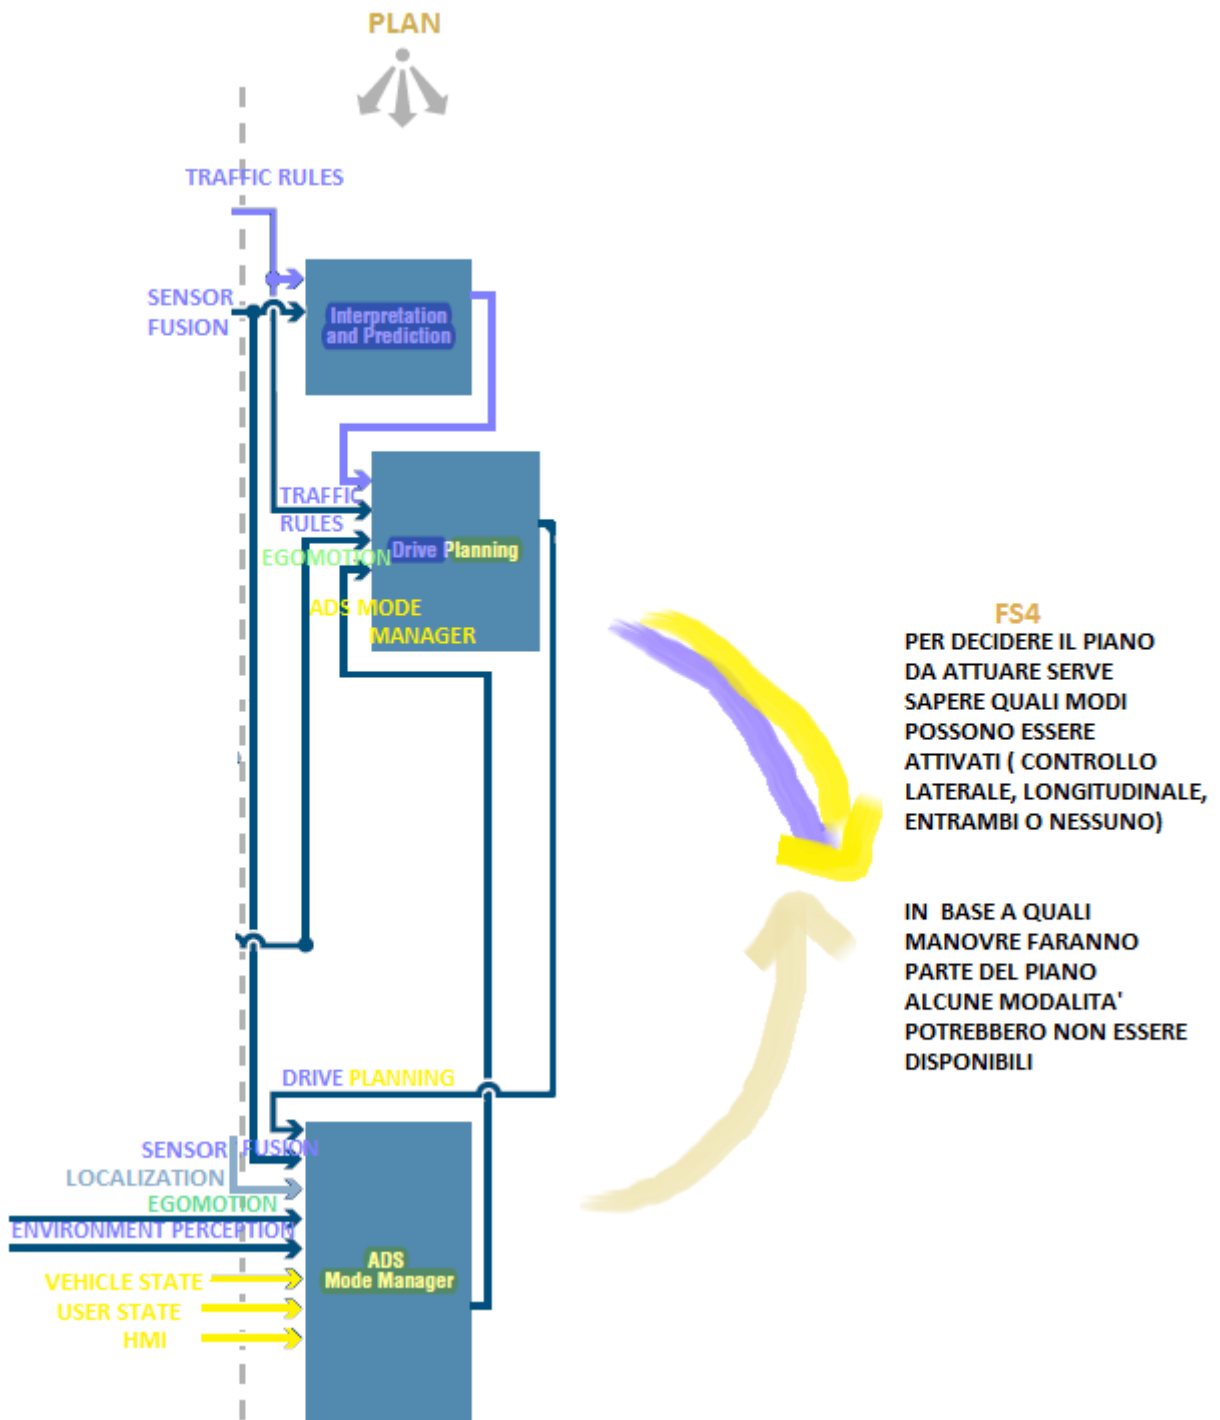 PLAN
TRAFFIC RULES
SENSOR
FUSION
Interpretation
and Prediction
TRAFFIC
RULES
EGOMOTION
Drive Planning
ADS MODE
MANAGER
FS4
PER DECIDERE IL PIANO
DA ATTUARE SERVE
SAPERE QUALI MODI
POSSONO ESSERE
ATTIVATI ( CONTROLLO
LATERALE, LONGITUDINALE,
ENTRAMBI O NESSUNO)
IN BASE A QUALI
MANOVRE FARANNO
PARTE DEL PIANO
ALCUNE MODALITA'
POTREBBERO NON ESSERE
DISPONIBILI
DRIVE PLANNING
SENSOR FUSION
LOCALIZATION
EGOMOTION
ENVIRONMENT PERCEPTION
ADS
Mode Manager
VEHICLE STATE
USER STATE
HMI